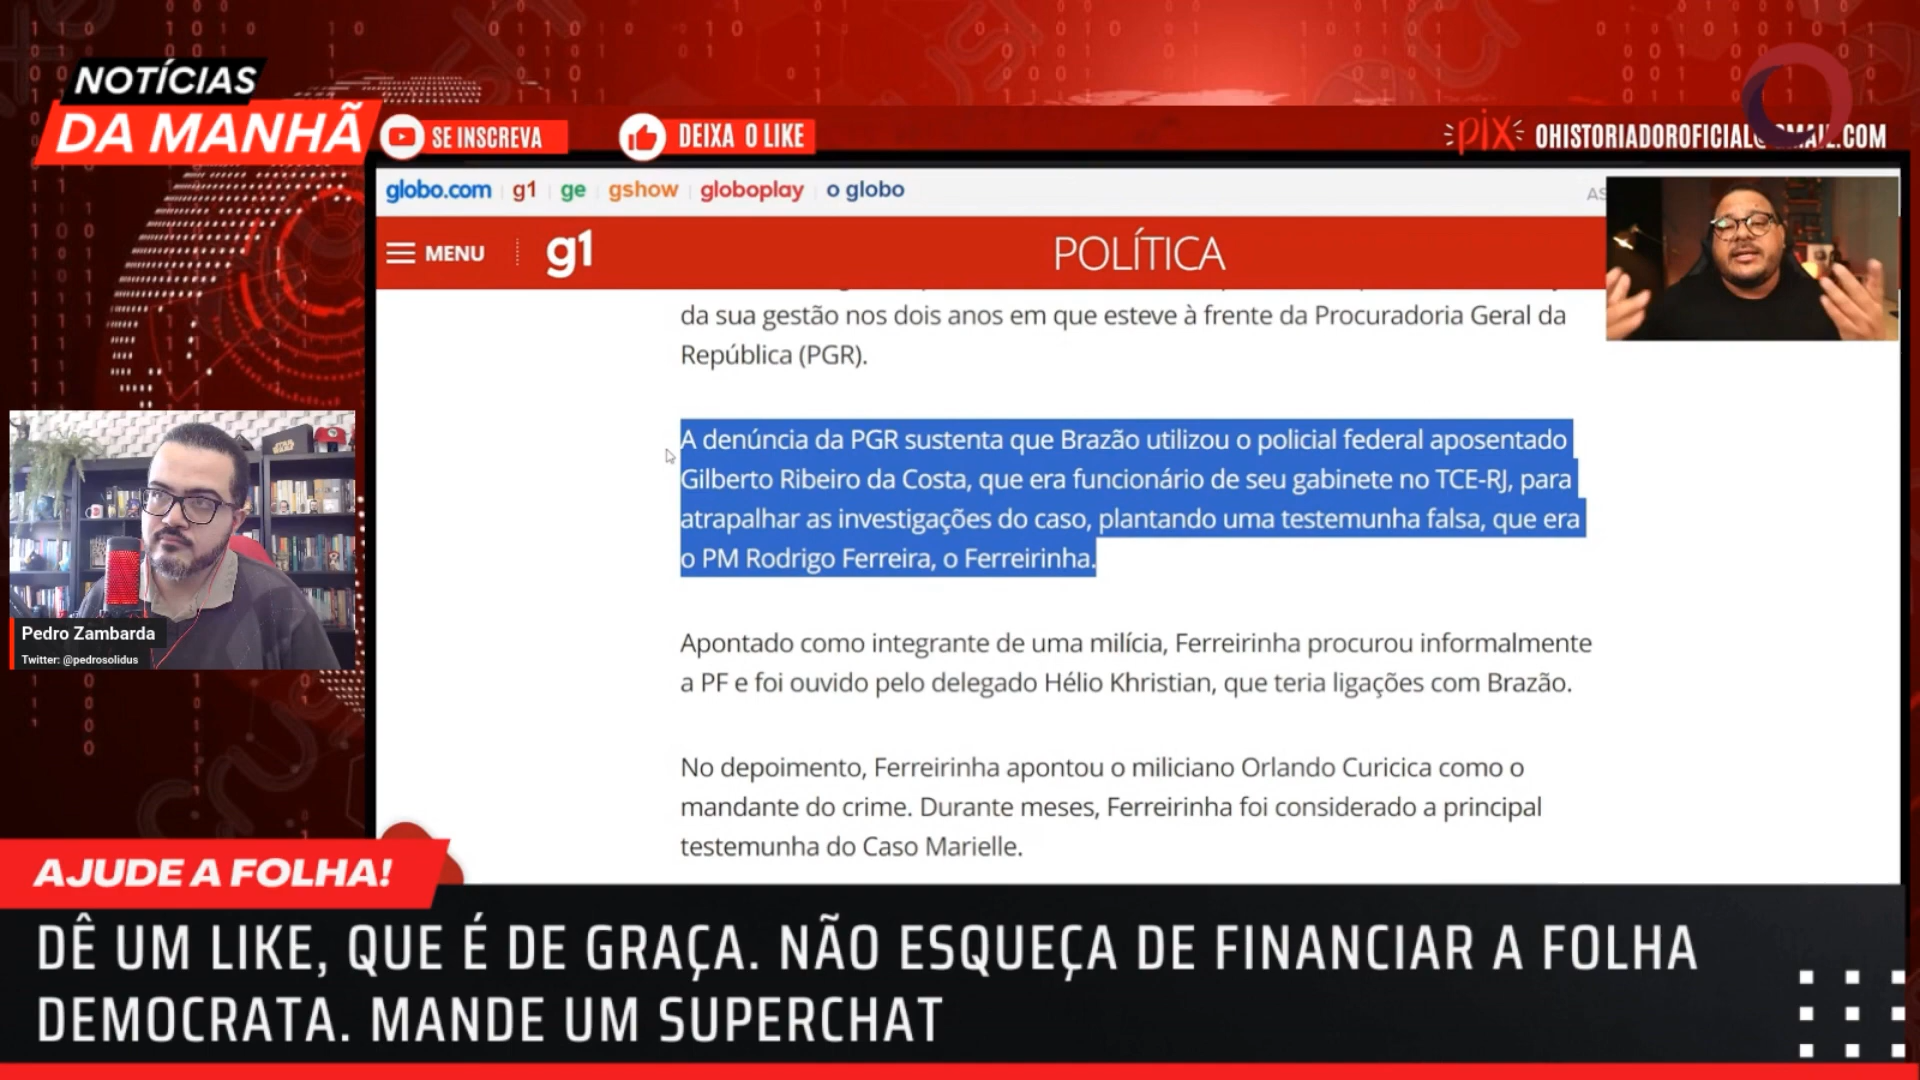 NOTÍCIAS
DA MANHÃ
SE INSCREVA
DEIXA O LIKE
pix OHISTORIADOROFICIAL@GMAIL.COM
globo.com g1 ge gshow globoplay o globo
MENU g1 POLÍTICA
da sua gestão nos dois anos em que esteve à frente da Procuradoria Geral da
República (PGR).
A denúncia da PGR sustenta que Brazão utilizou o policial federal aposentado
Gilberto Ribeiro da Costa, que era funcionário de seu gabinete no TCE-RJ, para
atrapalhar as investigações do caso, plantando uma testemunha falsa, que era
o PM Rodrigo Ferreira, o Ferreirinha.
Apontado como integrante de uma milícia, Ferreirinha procurou informalmente
a PF e foi ouvido pelo delegado Hélio Khristian, que teria ligações com Brazão.
No depoimento, Ferreirinha apontou o miliciano Orlando Curicica como o
mandante do crime. Durante meses, Ferreirinha foi considerado a principal
testemunha do Caso Marielle.
Pedro Zambarda
Twitter: @pedrosolidus
AJUDE A FOLHA!
DÊ UM LIKE, QUE É DE GRAÇA. NÃO ESQUEÇA DE FINANCIAR A FOLHA
DEMOCRATA. MANDE UM SUPERCHAT